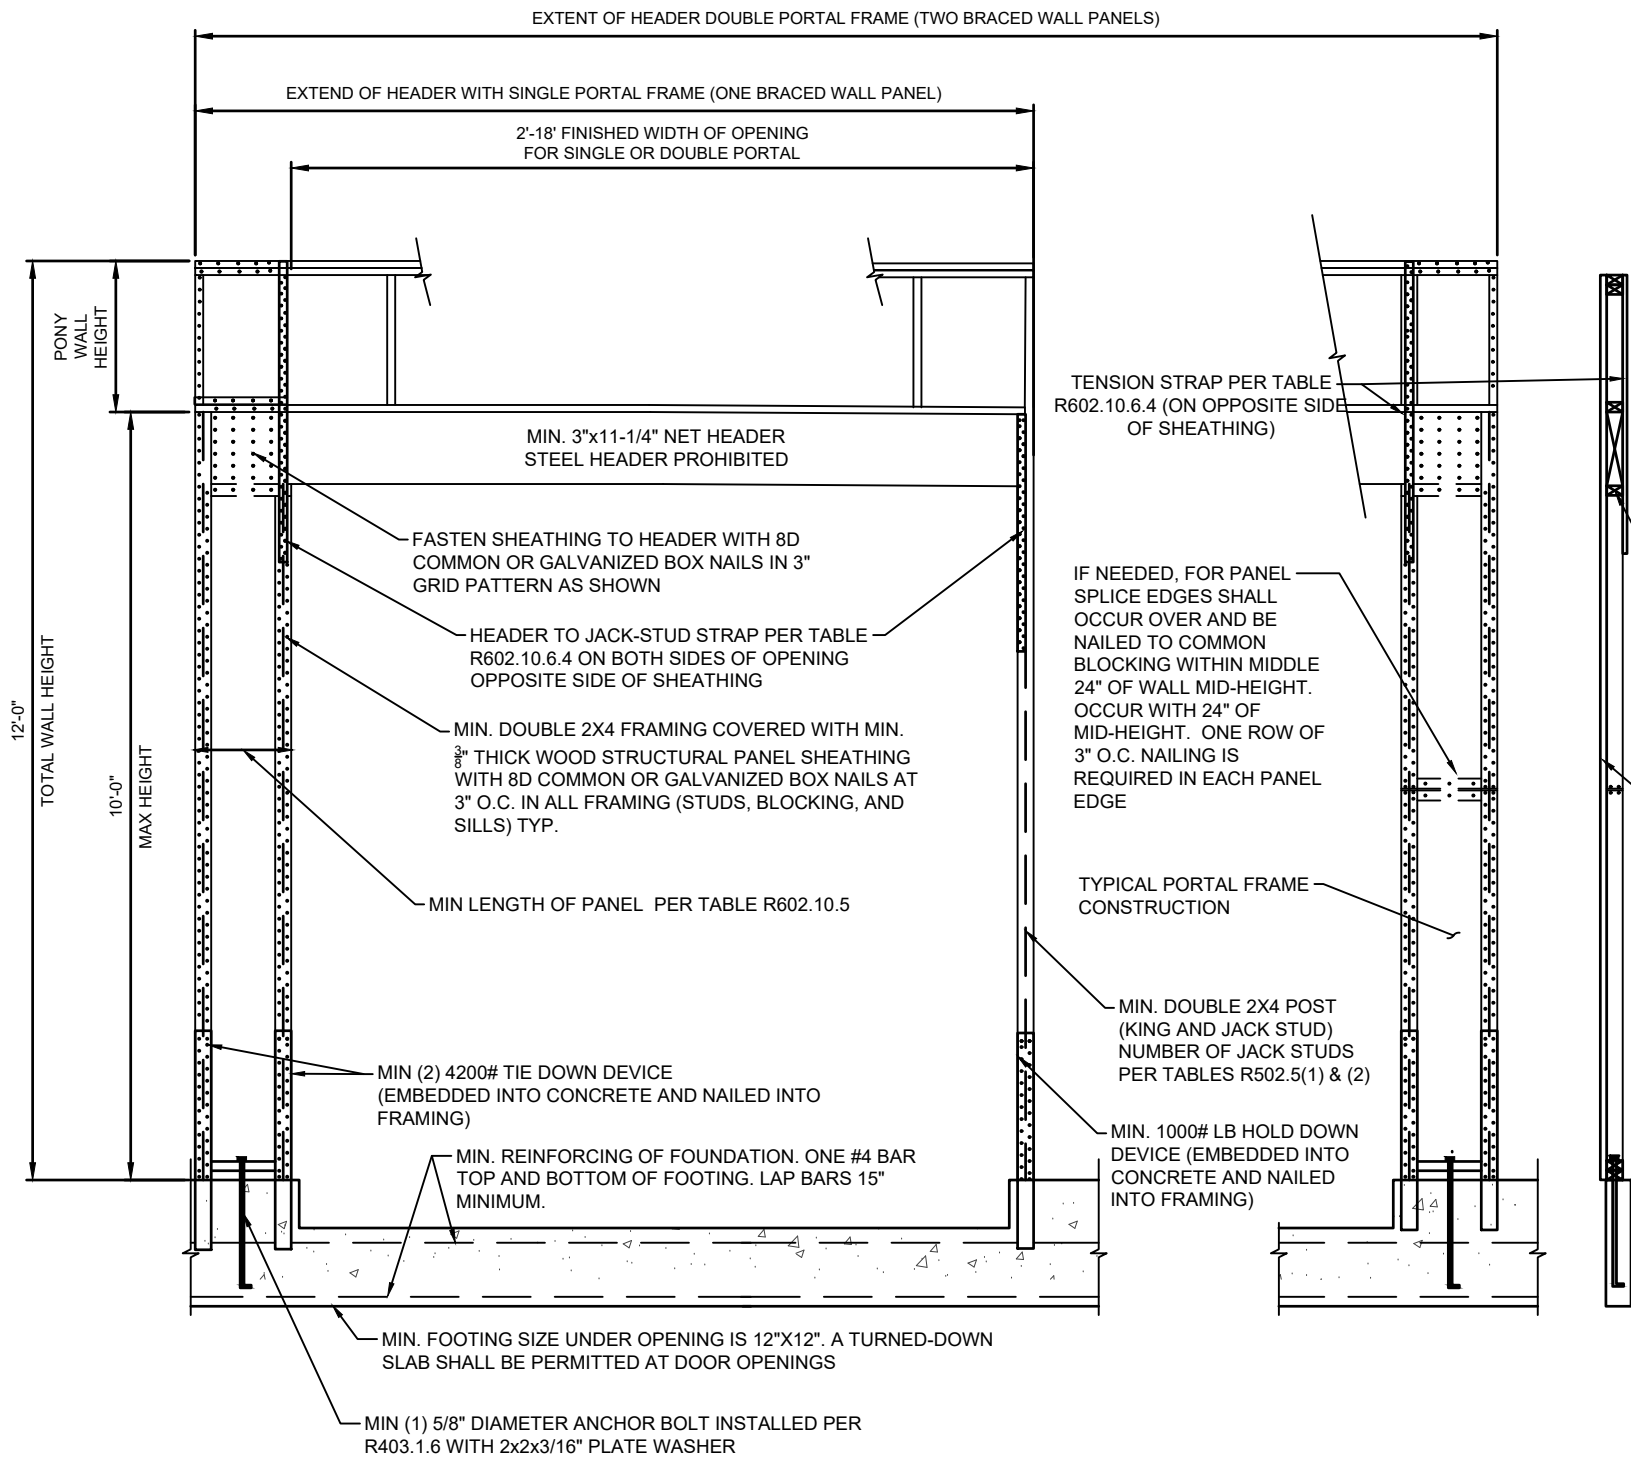 EXTENT OF HEADER DOUBLE PORTAL FRAME (TWO BRACED WALL PANELS)
EXTEND OF HEADER WITH SINGLE PORTAL FRAME (ONE BRACED WALL PANEL)
2'-18' FINISHED WIDTH OF OPENING
FOR SINGLE OR DOUBLE PORTAL
PONY
WALL
HEIGHT
12'-0"
TOTAL WALL HEIGHT
10'-0"
MAX HEIGHT
MIN. 3"x11-1/4" NET HEADER
STEEL HEADER PROHIBITED
TENSION STRAP PER TABLE
R602.10.6.4 (ON OPPOSITE SIDE
OF SHEATHING)
FASTEN SHEATHING TO HEADER WITH 8D
COMMON OR GALVANIZED BOX NAILS IN 3"
GRID PATTERN AS SHOWN
HEADER TO JACK-STUD STRAP PER TABLE
R602.10.6.4 ON BOTH SIDES OF OPENING
OPPOSITE SIDE OF SHEATHING
MIN. DOUBLE 2X4 FRAMING COVERED WITH MIN.
3/8" THICK WOOD STRUCTURAL PANEL SHEATHING
WITH 8D COMMON OR GALVANIZED BOX NAILS AT
3" O.C. IN ALL FRAMING (STUDS, BLOCKING, AND
SILLS) TYP.
MIN LENGTH OF PANEL PER TABLE R602.10.5
IF NEEDED, FOR PANEL
SPLICE EDGES SHALL
OCCUR OVER AND BE
NAILED TO COMMON
BLOCKING WITHIN MIDDLE
24" OF WALL MID-HEIGHT.
OCCUR WITH 24" OF
MID-HEIGHT. ONE ROW OF
3" O.C. NAILING IS
REQUIRED IN EACH PANEL
EDGE
TYPICAL PORTAL FRAME
CONSTRUCTION
MIN. DOUBLE 2X4 POST
(KING AND JACK STUD)
NUMBER OF JACK STUDS
PER TABLES R502.5(1) & (2)
MIN (2) 4200# TIE DOWN DEVICE
(EMBEDDED INTO CONCRETE AND NAILED INTO
FRAMING)
MIN. 1000# LB HOLD DOWN
DEVICE (EMBEDDED INTO
CONCRETE AND NAILED
INTO FRAMING)
MIN. REINFORCING OF FOUNDATION. ONE #4 BAR
TOP AND BOTTOM OF FOOTING. LAP BARS 15"
MINIMUM.
MIN. FOOTING SIZE UNDER OPENING IS 12"X12". A TURNED-DOWN
SLAB SHALL BE PERMITTED AT DOOR OPENINGS
MIN (1) 5/8" DIAMETER ANCHOR BOLT INSTALLED PER
R403.1.6 WITH 2x2x3/16" PLATE WASHER